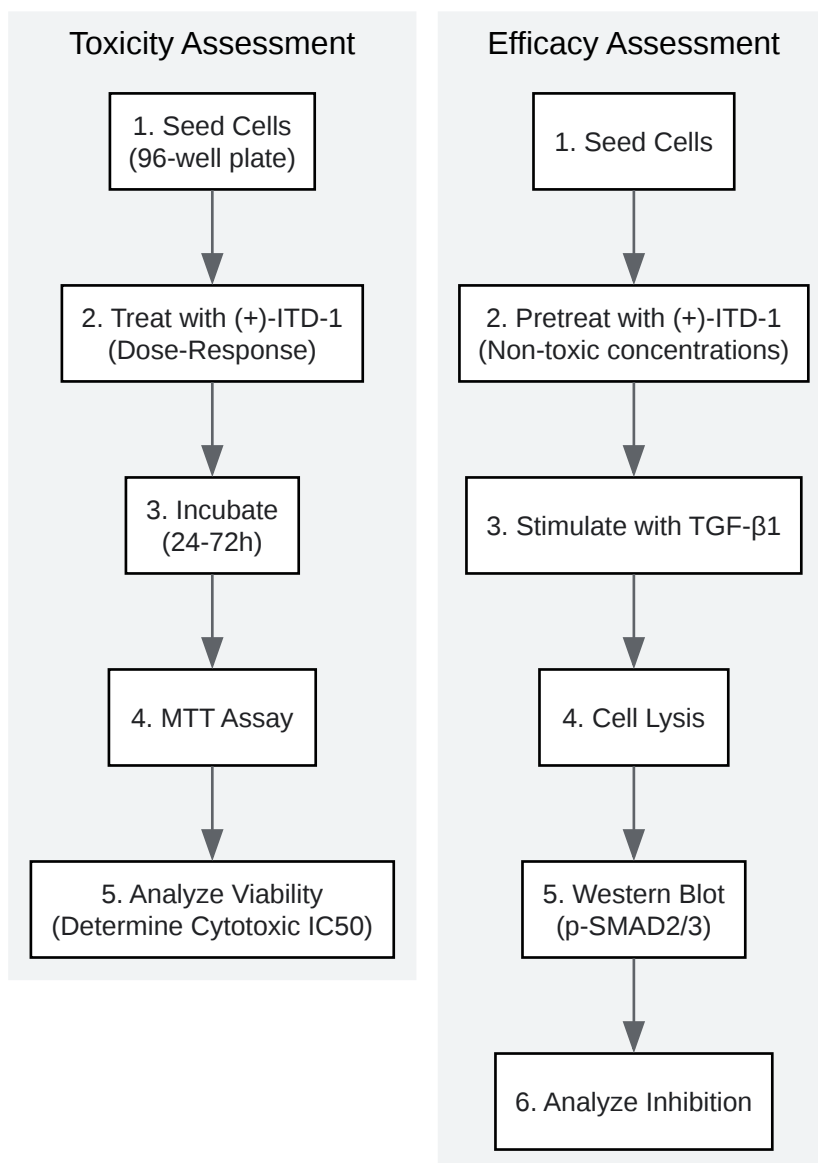 Toxicity Assessment
1. Seed Cells
(96-well plate)
2. Treat with (+)-ITD-1
(Dose-Response)
3. Incubate
(24-72h)
4. MTT Assay
5. Analyze Viability
(Determine Cytotoxic IC50)
Efficacy Assessment
1. Seed Cells
2. Pretreat with (+)-ITD-1
(Non-toxic concentrations)
3. Stimulate with TGF-β1
4. Cell Lysis
5. Western Blot
(p-SMAD2/3)
6. Analyze Inhibition